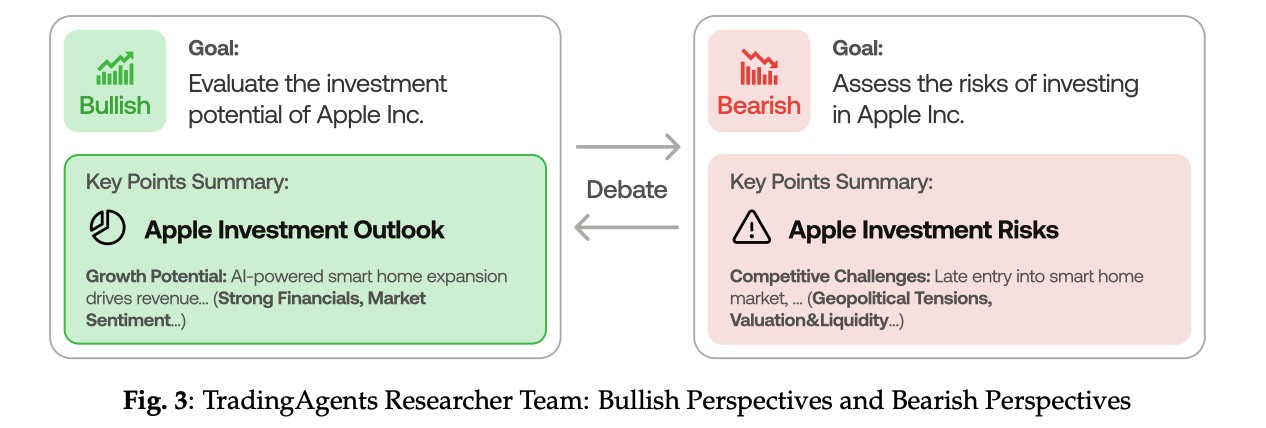 Bullish
Goal:
Evaluate the investment
potential of Apple Inc.
Key Points Summary:
Apple Investment Outlook
Growth Potential: AI-powered smart home expansion
drives revenue... (Strong Financials, Market
Sentiment...)
Debate
Bearish
Goal:
Assess the risks of investing
in Apple Inc.
Key Points Summary:
Apple Investment Risks
Competitive Challenges: Late entry into smart home
market, ... (Geopolitical Tensions,
Valuation&Liquidity...)
Fig. 3: TradingAgents Researcher Team: Bullish Perspectives and Bearish Perspectives